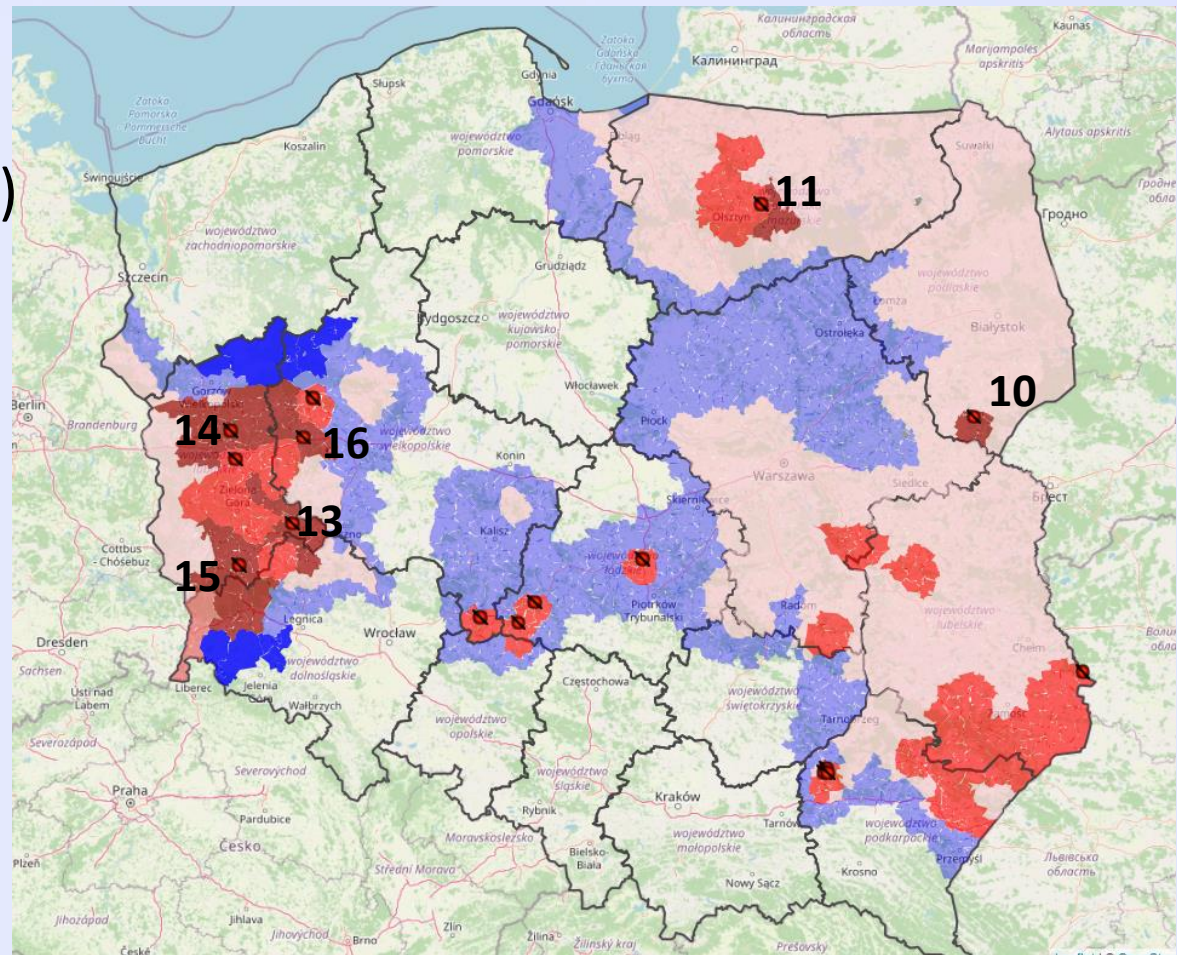 Калининградская
область
Kaunas
Zatoka
Gdańska
- Гданьская
бухта
Калининград
Marijampolės
apskritis
Gdynia
Słupsk
Gdańsk
Zatoka
Pomorska
- Pommersche
Bucht
Koszalin
województwo
pomorskie
Suwałki
Alytaus apskritis
Świnoujście
)
11
Olsztyn
Гродно
województwo
zachodniopomorskie
Szczecin
Grudziądz
województwo
podlaskie
Łomża
Bydgoszcz
województwo
kujawsko-
pomorskie
Ostrołęka
Białystok
Berlin
Brandenburg
Włocławek
10
14
16
Płock
województwo
wielkopolskie
Konin
Warszawa
Siedlce
Брест
Zielona
Góra
Skierniewice
13
Kalisz
Cottbus
- Chóśebuz
15
Piotrków
Trybunalski
Radom
województwo
lubelskie
Legnica
Wrocław
Chełm
Dresden
Sachsen
województwo
dolnośląskie
Liberec
Jelenia
Góra
Wałbrzych
Częstochowa
województwo
świętokrzyskie
Zamość
Ústí nad
Labem
województwo
opolskie
Tarnobrzeg
Severozápad
Severovýchod
województwo
śląskie
Praha
Kraków
Pardubice
Rybnik
Tarnów
województwo
małopolskie
województwo
podkarpackie
Česko
Moravskoslezsko
Bielsko-
Biała
Przemyśl
Львівська
область
Plzeň
Střední Morava
Krosno
Nowy Sącz
Jihozápad
Jihlava
Jihovýchod
Zlín
Brno
Žilina
Žilinský kraj
Prešovský
České